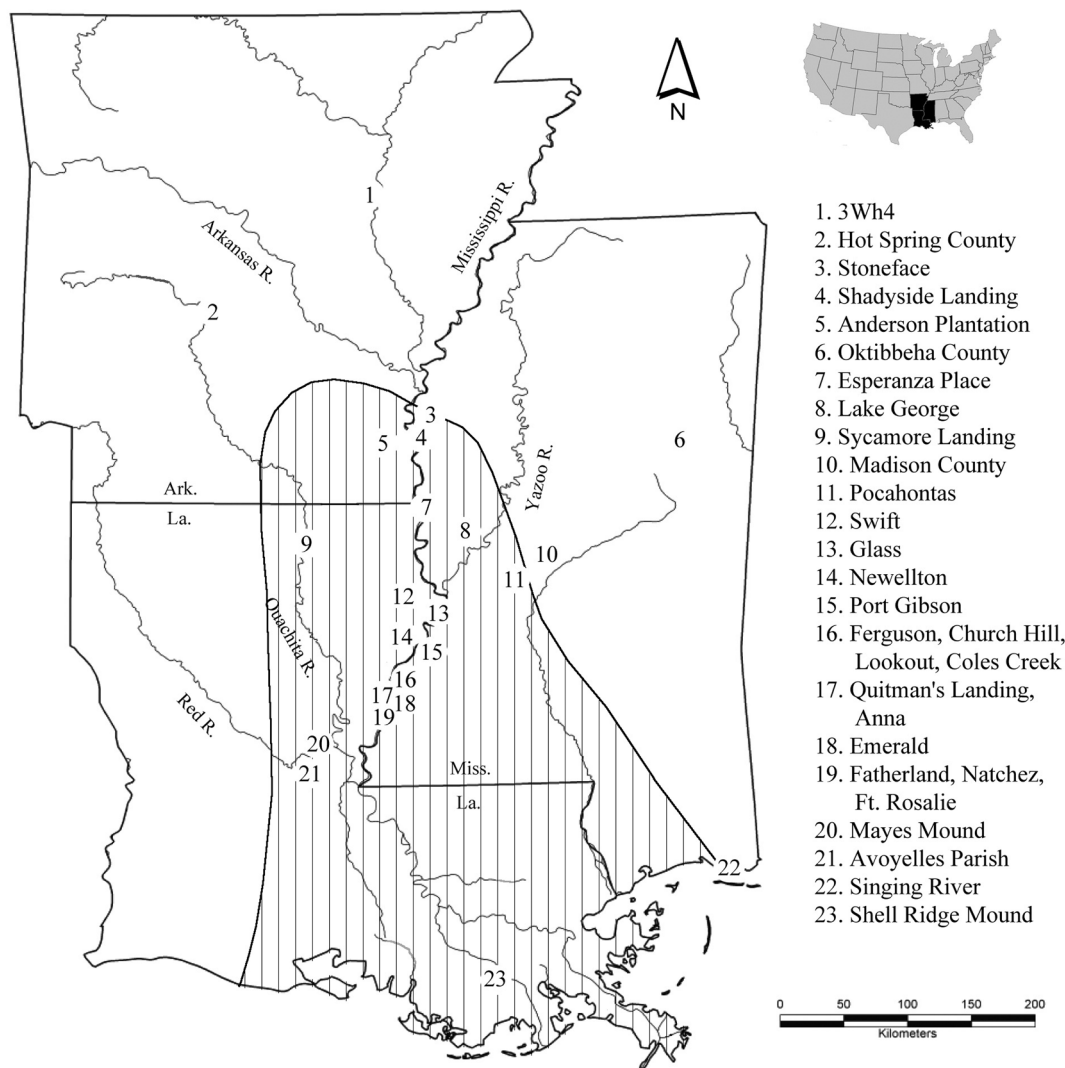 N
Mississippi R.
1
Arkansas R.
2
3
4
5
6
Yazoo R.
Ark.
La.
7
8
9
10
11
12
13
Ouachita R.
14
15
16
17
18
19
Red R.
20
21
Miss.
La.
22
23
1. 3Wh4
2. Hot Spring County
3. Stoneface
4. Shadyside Landing
5. Anderson Plantation
6. Oktibbeha County
7. Esperanza Place
8. Lake George
9. Sycamore Landing
10. Madison County
11. Pocahontas
12. Swift
13. Glass
14. Newellton
15. Port Gibson
16. Ferguson, Church Hill,
Lookout, Coles Creek
17. Quitman's Landing,
Anna
18. Emerald
19. Fatherland, Natchez,
Ft. Rosalie
20. Mayes Mound
21. Avoyelles Parish
22. Singing River
23. Shell Ridge Mound
0 50 100 150 200
Kilometers